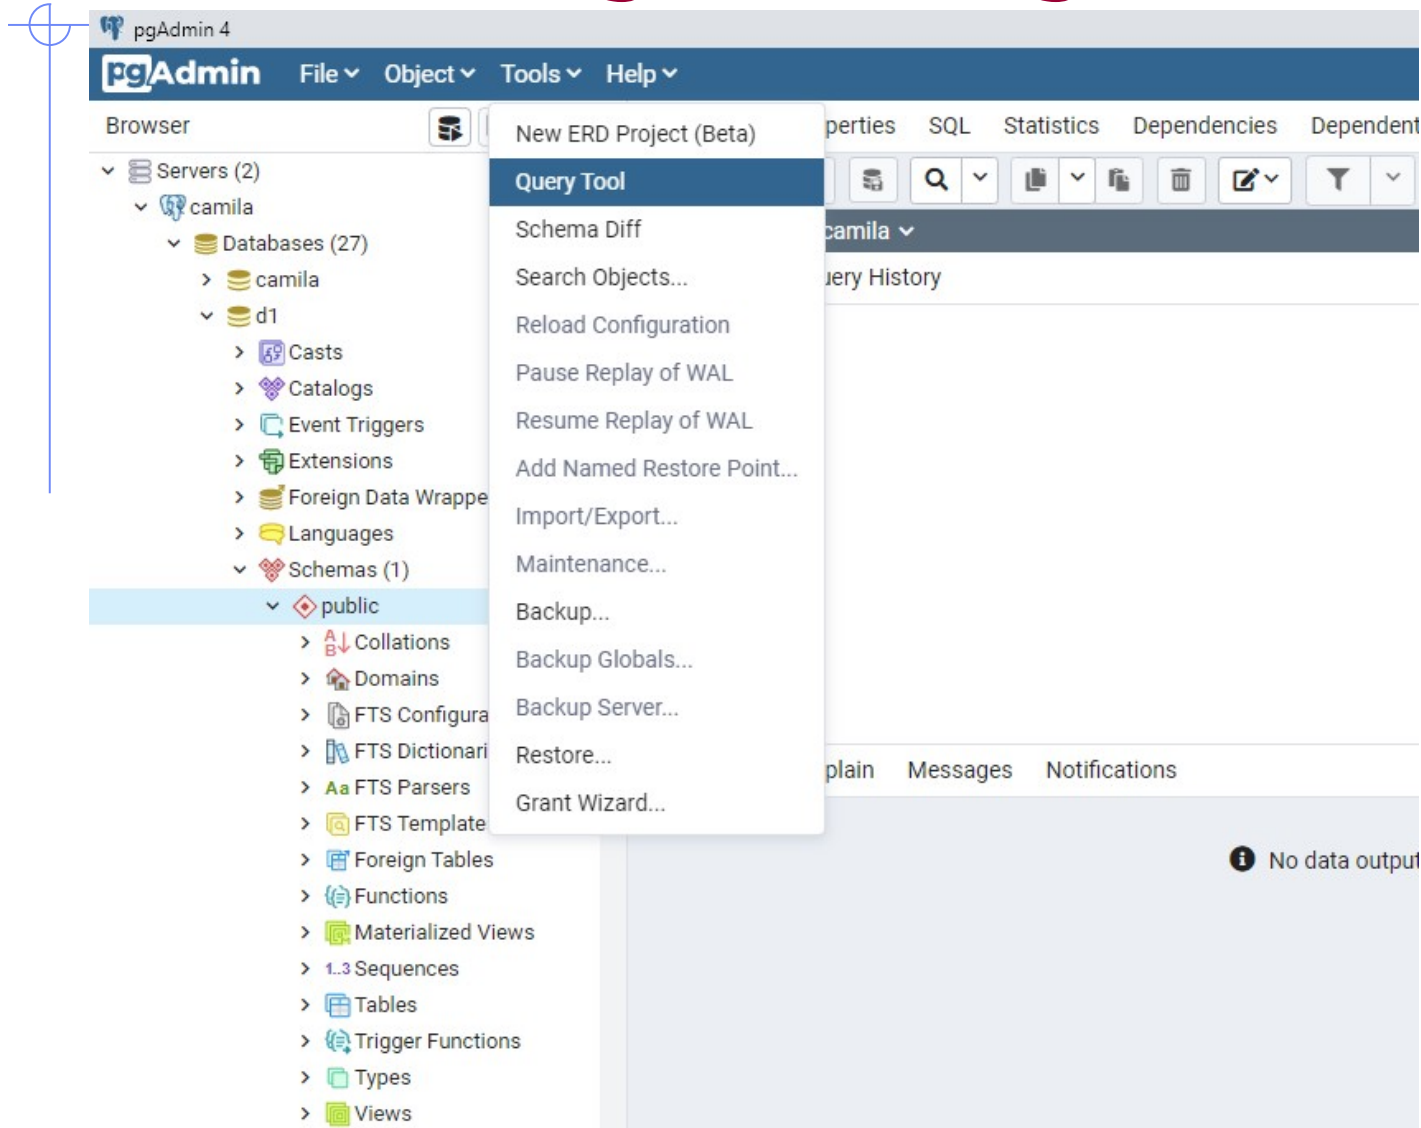 pgAdmin 4
pgAdmin File Object Tools Help
Browser
perties SQL Statistics Dependencies Dependent
Servers (2)
camila
Databases (27)
camila
d1
Casts
Catalogs
Event Triggers
Extensions
Foreign Data Wrappe
Languages
Schemas (1)
public
Collations
Domains
FTS Configura
FTS Dictionari
Aa FTS Parsers
FTS Template
Foreign Tables
Functions
Materialized Views
1..3 Sequences
Tables
Trigger Functions
Types
Views
New ERD Project (Beta)
Query Tool
Schema Diff
Search Objects...
Reload Configuration
Pause Replay of WAL
Resume Replay of WAL
Add Named Restore Point...
Import/Export...
Maintenance...
Backup...
Backup Globals...
Backup Server...
Restore...
Grant Wizard...
camila
uery History
plain Messages Notifications
No data output